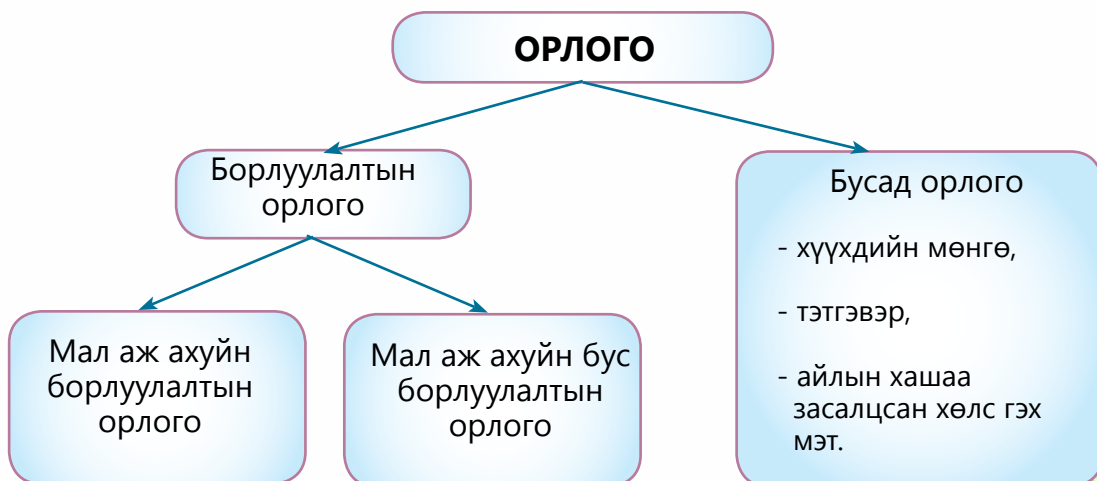 ОРЛОГО
Борлуулалтын
орлого
Мал аж ахуйн
борлуулалтын
орлого
Мал аж ахуйн бус
борлуулалтын
орлого
Бусад орлого
- хүүхдийн мөнгө,
- тэтгэвэр,
- айлын хашаа
засалцсан хөлс гэх
мэт.